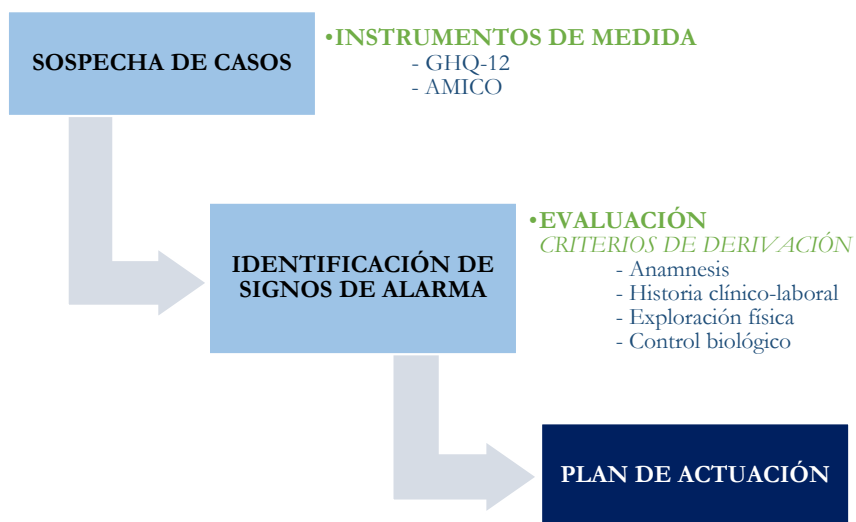 SOSPECHA DE CASOS
•INSTRUMENTOS DE MEDIDA
- GHQ-12
- AMICO
IDENTIFICACIÓN DE
SIGNOS DE ALARMA
•EVALUACIÓN
CRITERIOS DE DERIVACIÓN
- Anamnesis
- Historia clínico-laboral
- Exploración física
- Control biológico
PLAN DE ACTUACIÓN